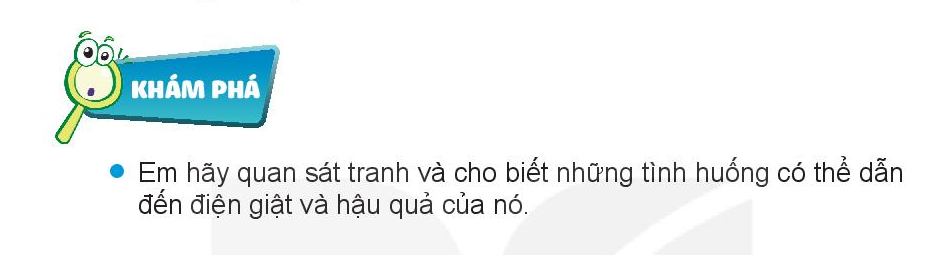 KHÁM PHÁ
Em hãy quan sát tranh và cho biết những tình huống có thể dẫn
đến điện giật và hậu quả của nó.